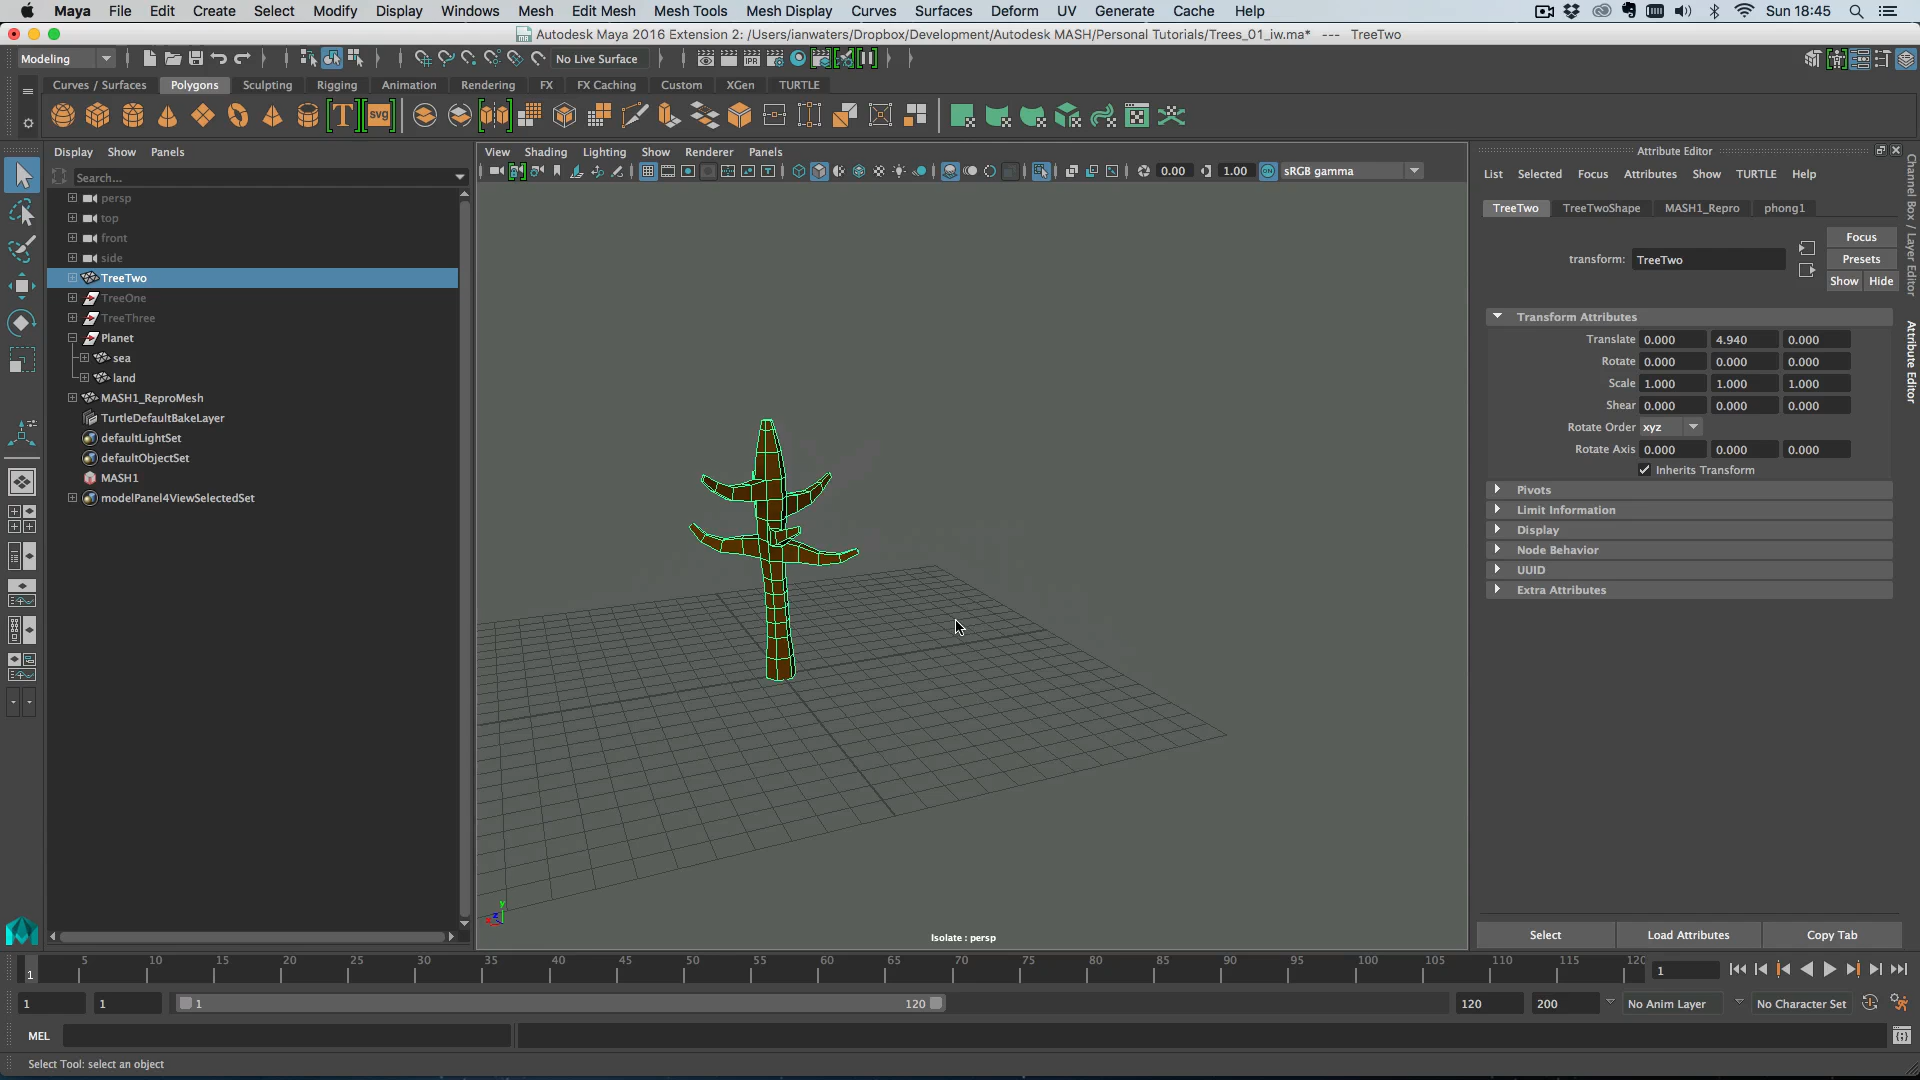 Maya File Edit Create Select Modify Display Windows Mesh Edit Mesh Mesh Tools Mesh Display Curves Surfaces Deform UV Generate Cache Help Sun 18:45
Autodesk Maya 2016 Extension 2: /Users/ianwaters/Dropbox/Development/Autodesk MASH/Personal Tutorials/Trees_01_iw.ma* --- TreeTwo
Modeling No Live Surface IPR
Curves / Surfaces Polygons Sculpting Rigging Animation Rendering FX FX Caching Custom XGen TURTLE
T SVG
Display Show Panels
Search...
persp
top
front
side
TreeTwo
TreeOne
TreeThree
Planet
sea
land
MASH1_ReproMesh
TurtleDefaultBakeLayer
defaultLightSet
defaultObjectSet
MASH1
modelPanel4ViewSelectedSet
View Shading Lighting Show Renderer Panels
0.00 1.00 ON sRGB gamma
y
z
x
Isolate : persp
Attribute Editor
List Selected Focus Attributes Show TURTLE Help
TreeTwo TreeTwoShape MASH1_Repro phong1
Focus
transform: TreeTwo Presets
Show Hide
Transform Attributes
Translate 0.000 4.940 0.000
Rotate 0.000 0.000 0.000
Scale 1.000 1.000 1.000
Shear 0.000 0.000 0.000
Rotate Order xyz
Rotate Axis 0.000 0.000 0.000
Inherits Transform
Pivots
Limit Information
Display
Node Behavior
UUID
Extra Attributes
Select Load Attributes Copy Tab
Channel Box / Layer Editor
Attribute Editor
5 10 15 20 25 30 35 40 45 50 55 60 65 70 75 80 85 90 95 100 105 110 115 120
1 1
1 1 1 120 120 200 No Anim Layer No Character Set
MEL
Select Tool: select an object